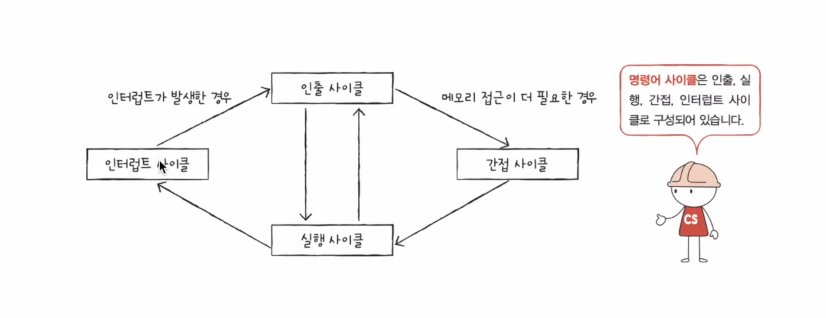 인출 사이클
인터럽트가 발생한 경우
메모리 접근이 더 필요한 경우
인터럽트 사이클
간접 사이클
실행 사이클
명령어 사이클은 인출, 실
행, 간접, 인터럽트 사이
클로 구성되어 있습니다.
CS